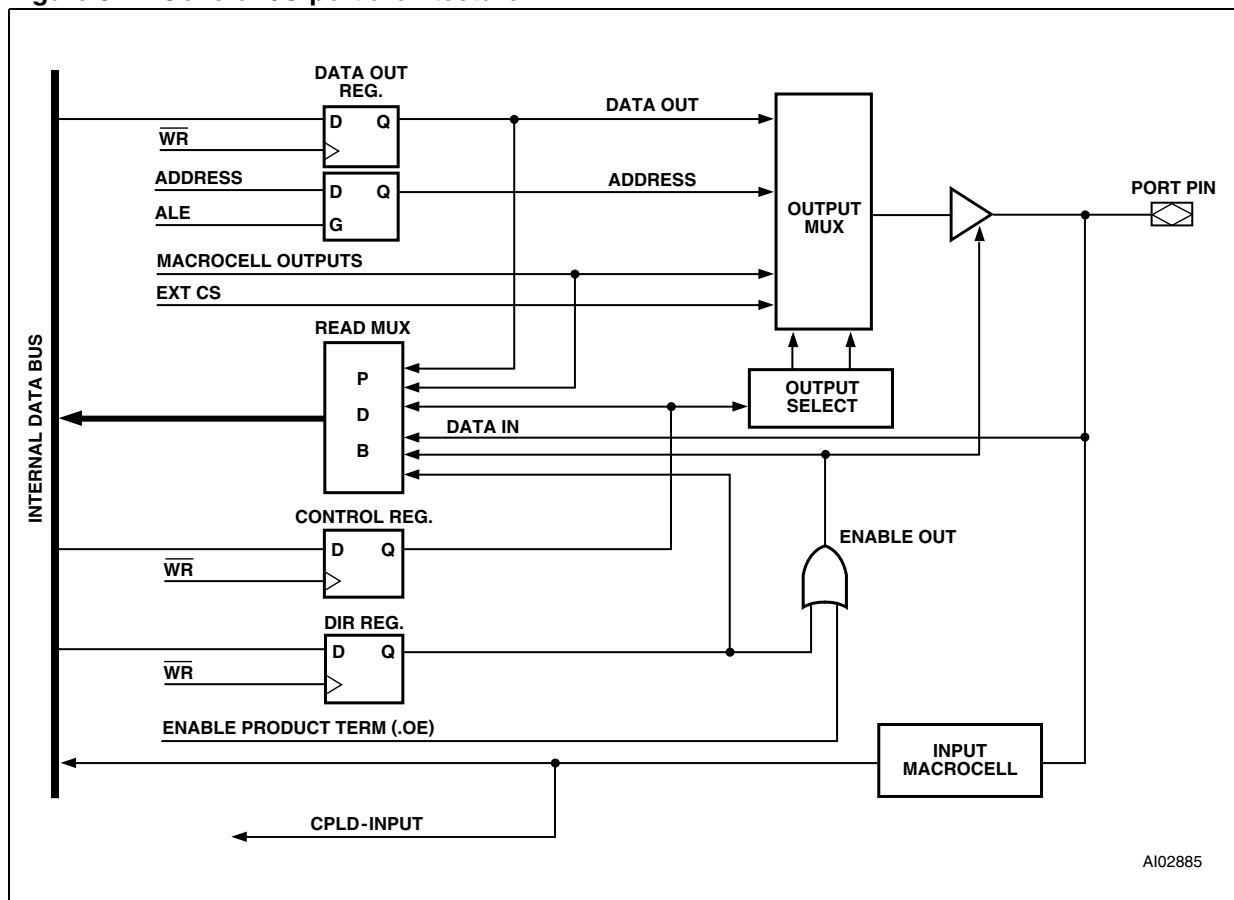 DATA OUT
REG.
DATA OUT
D Q
WR
ADDRESS
D Q
ADDRESS
ALE
G
OUTPUT
MUX
PORT PIN
MACROCELL OUTPUTS
EXT CS
READ MUX
P
D
B
OUTPUT
SELECT
DATA IN
INTERNAL DATA BUS
CONTROL REG.
D Q
WR
ENABLE OUT
DIR REG.
D Q
WR
ENABLE PRODUCT TERM (.OE)
INPUT
MACROCELL
CPLD-INPUT
AI02885